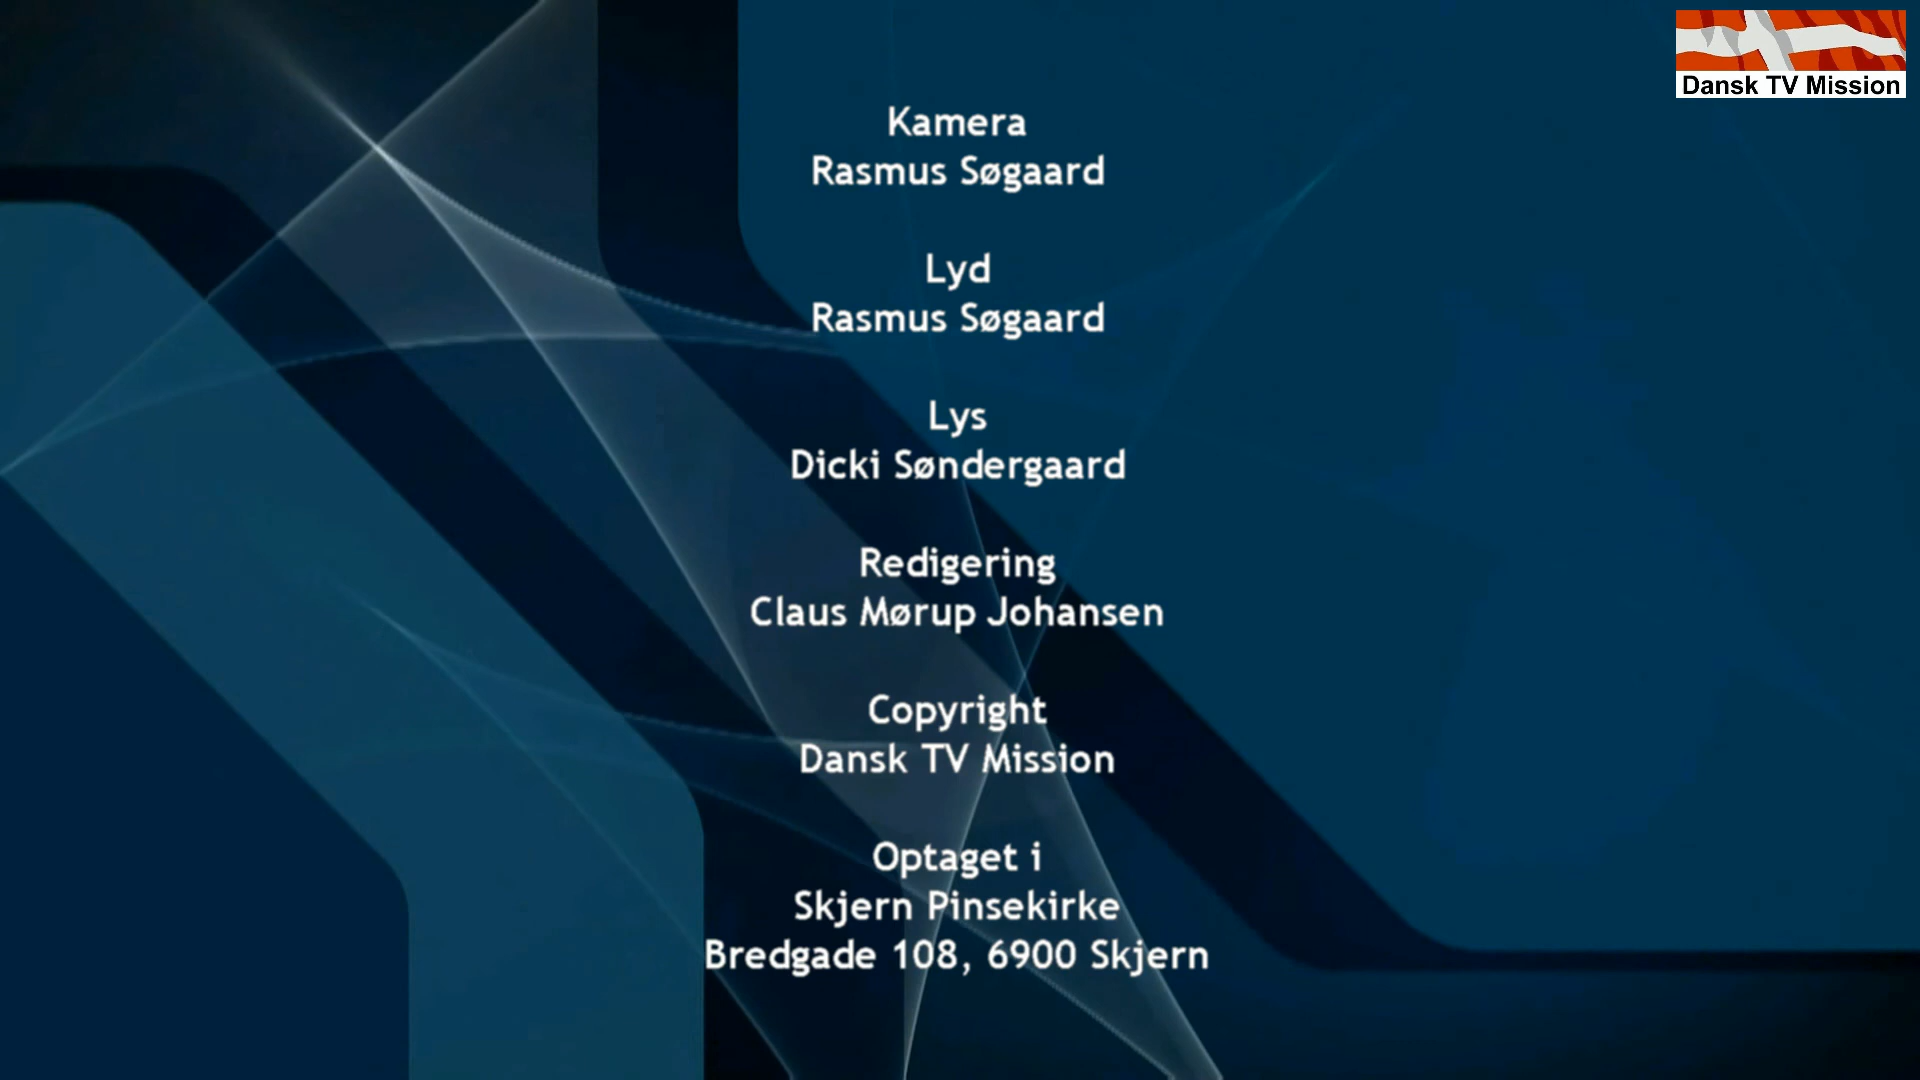 Dansk TV Mission
Kamera
Rasmus Søgaard
Lyd
Rasmus Søgaard
Lys
Dicki Søndergaard
Redigering
Claus Mørup Johansen
Copyright
Dansk TV Mission
Optaget i
Skjern Pinsekirke
Bredgade 108, 6900 Skjern